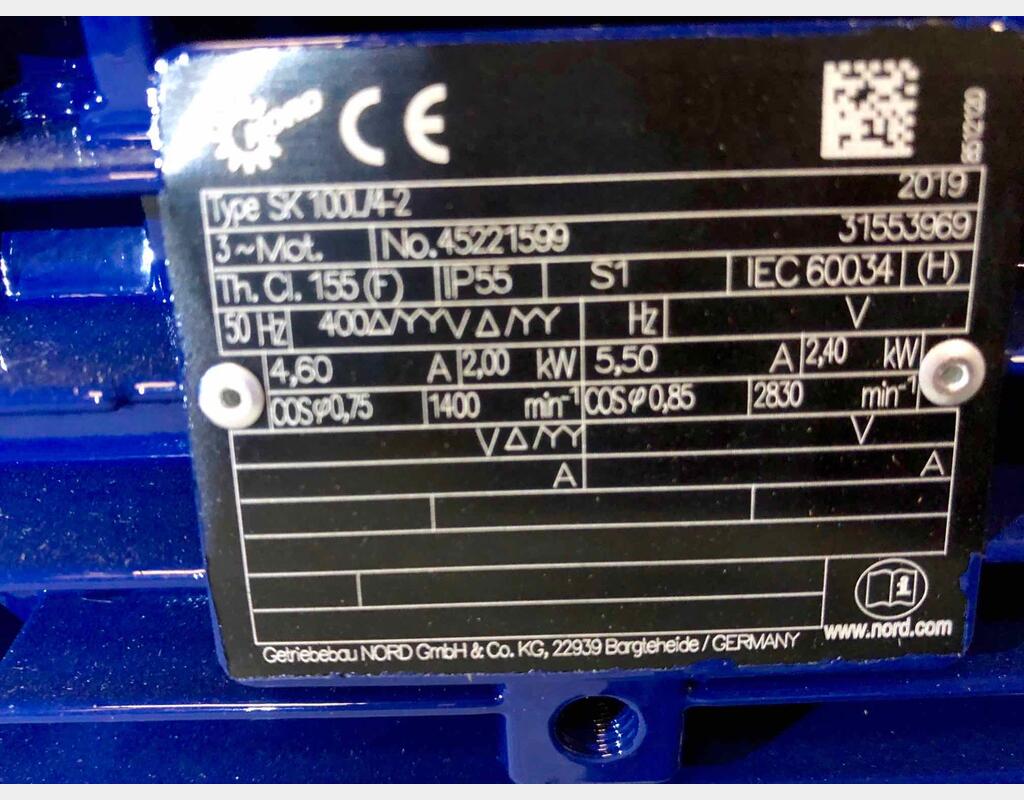 NORD CE
8512120
Type SK 100L/4-2 2019
3~Mot. No. 45221599 31553969
Th. Cl. 155 (F) IP55 S1 IEC 60034 (H)
50 Hz 400Δ/YY V Δ/YY Hz V
4,60 A 2,00 kW 5,50 A 2,40 kW
COSφ0,75 1400 min⁻¹ COSφ0,85 2830 min⁻¹
V Δ/YY V
A A
i
www.nord.com
Getriebebau NORD GmbH & Co. KG, 22939 Bargteheide / GERMANY